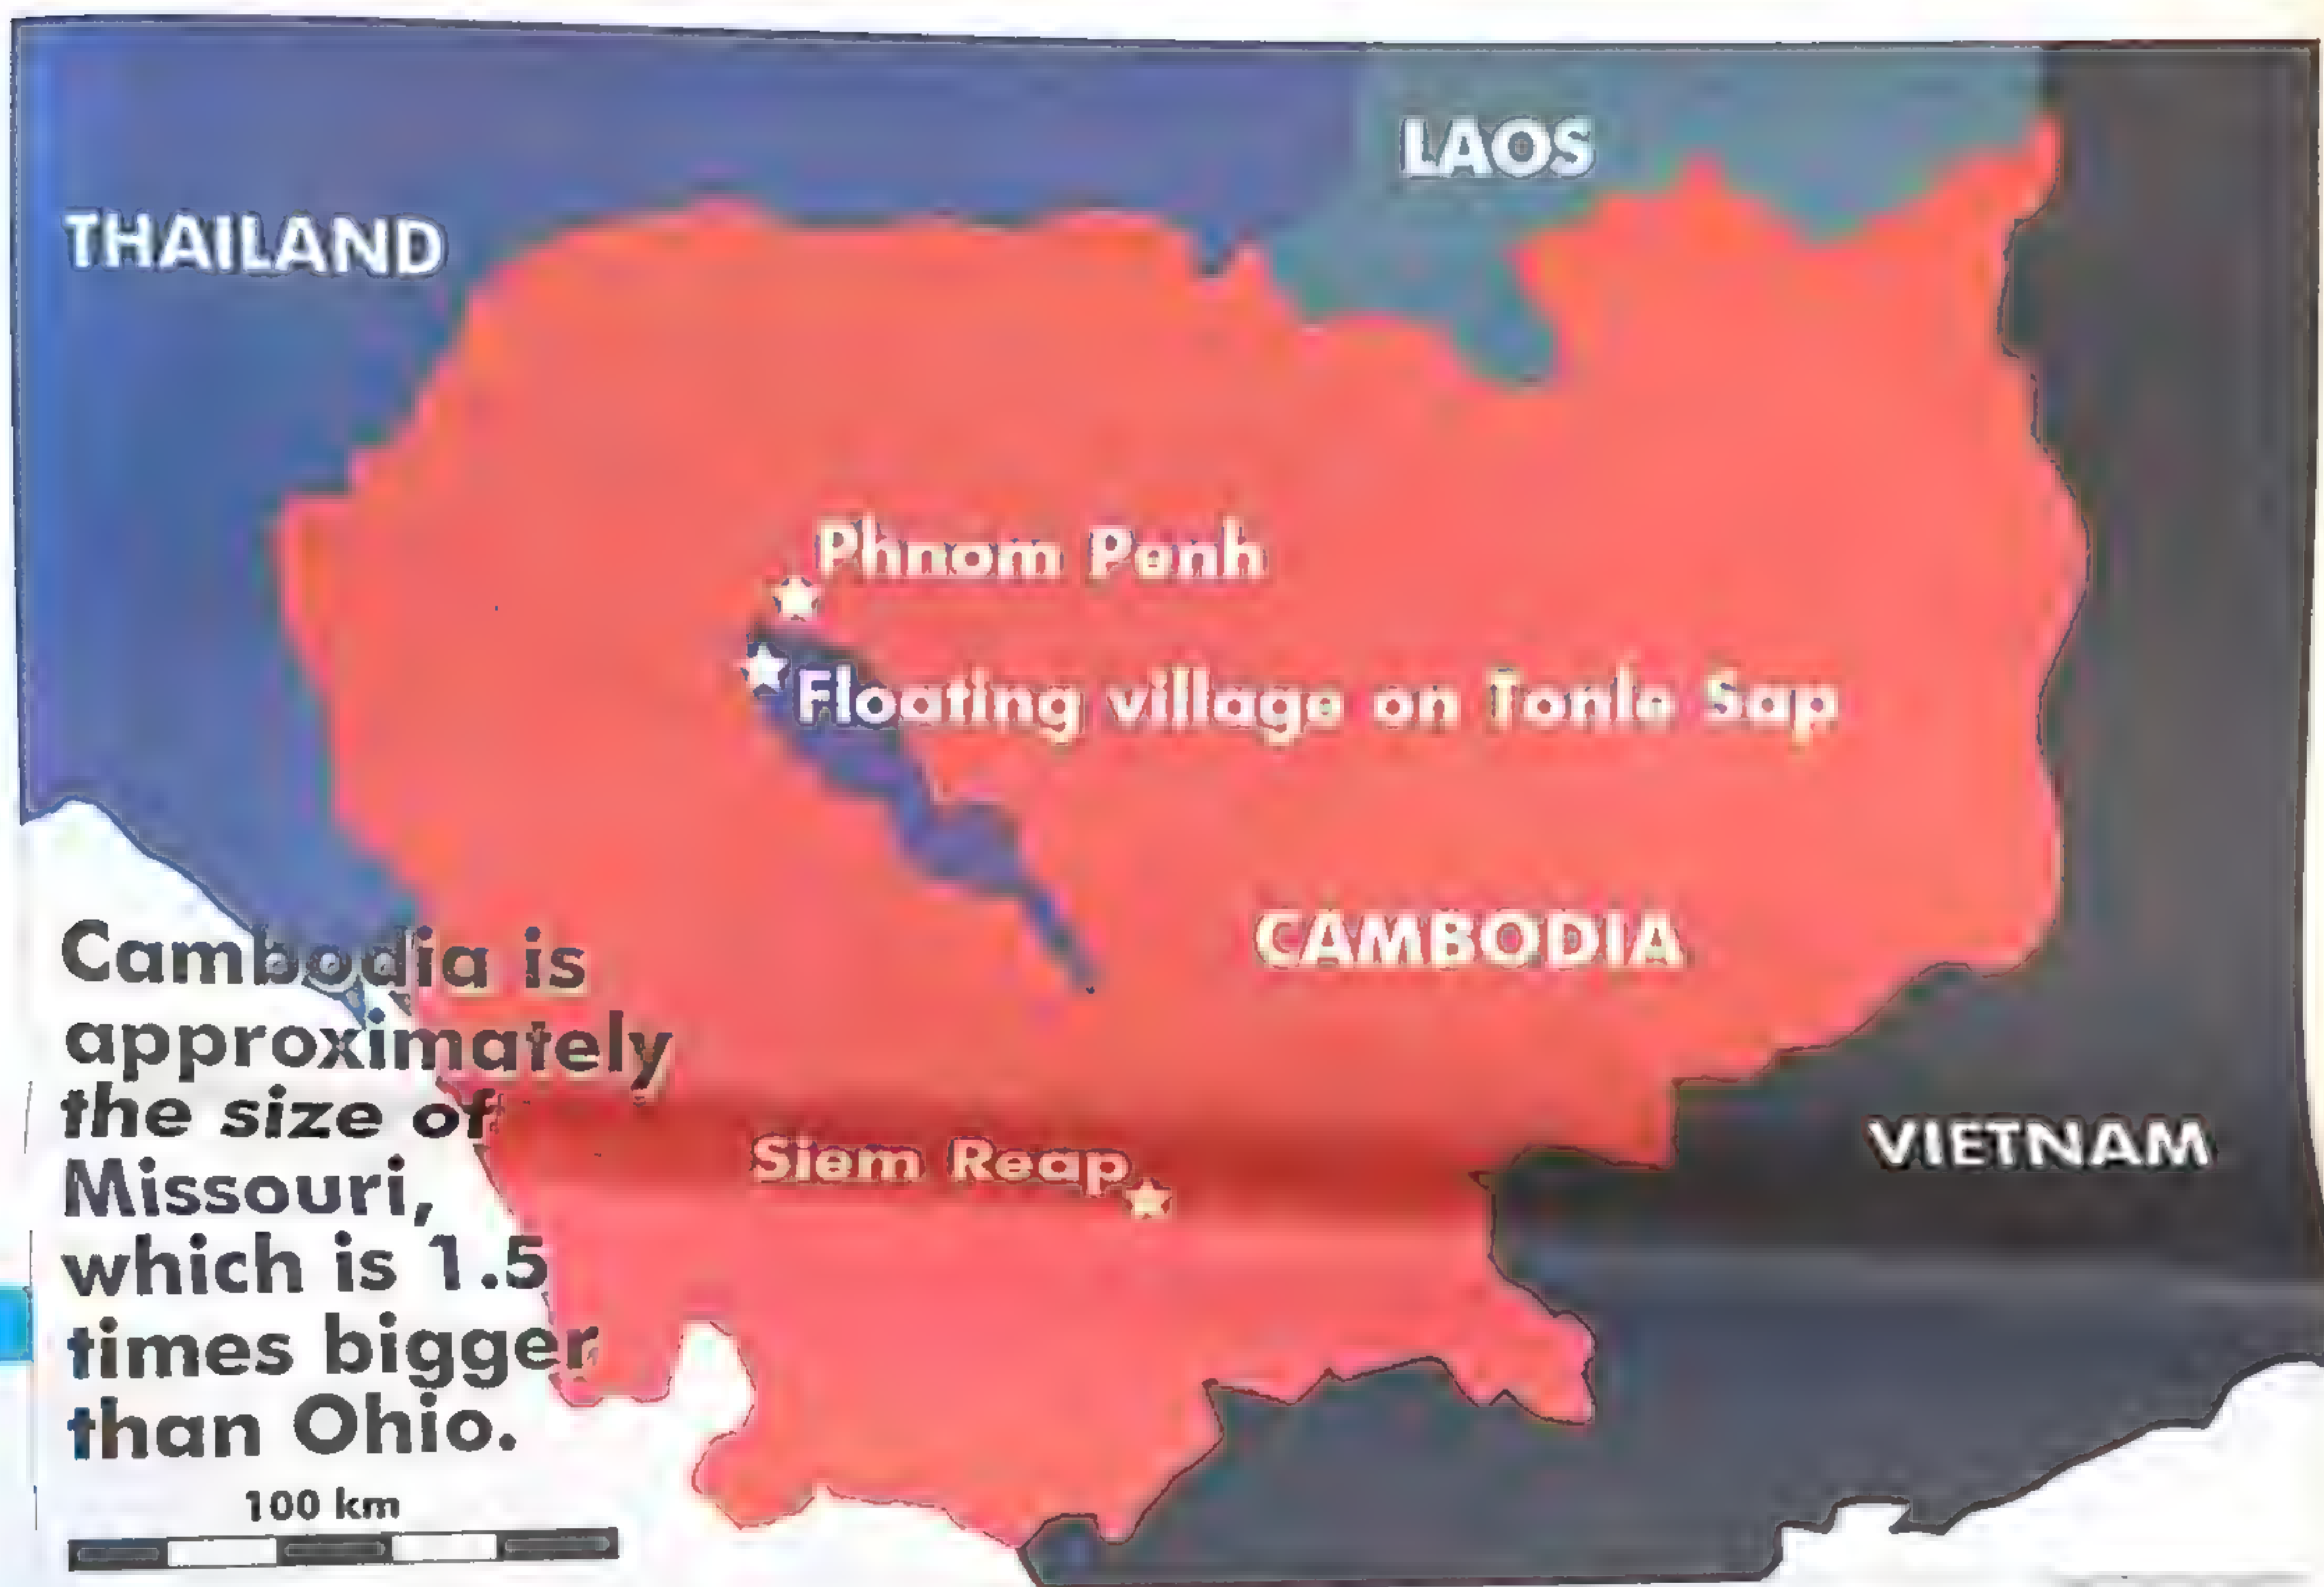 LAOS
THAILAND
Phnom Penh
Floating village on Tonle Sap
CAMBODIA
Siem Reap
VIETNAM
Cambodia is
approximately
the size of
Missouri,
which is 1.5
times bigger
than Ohio.
100 km